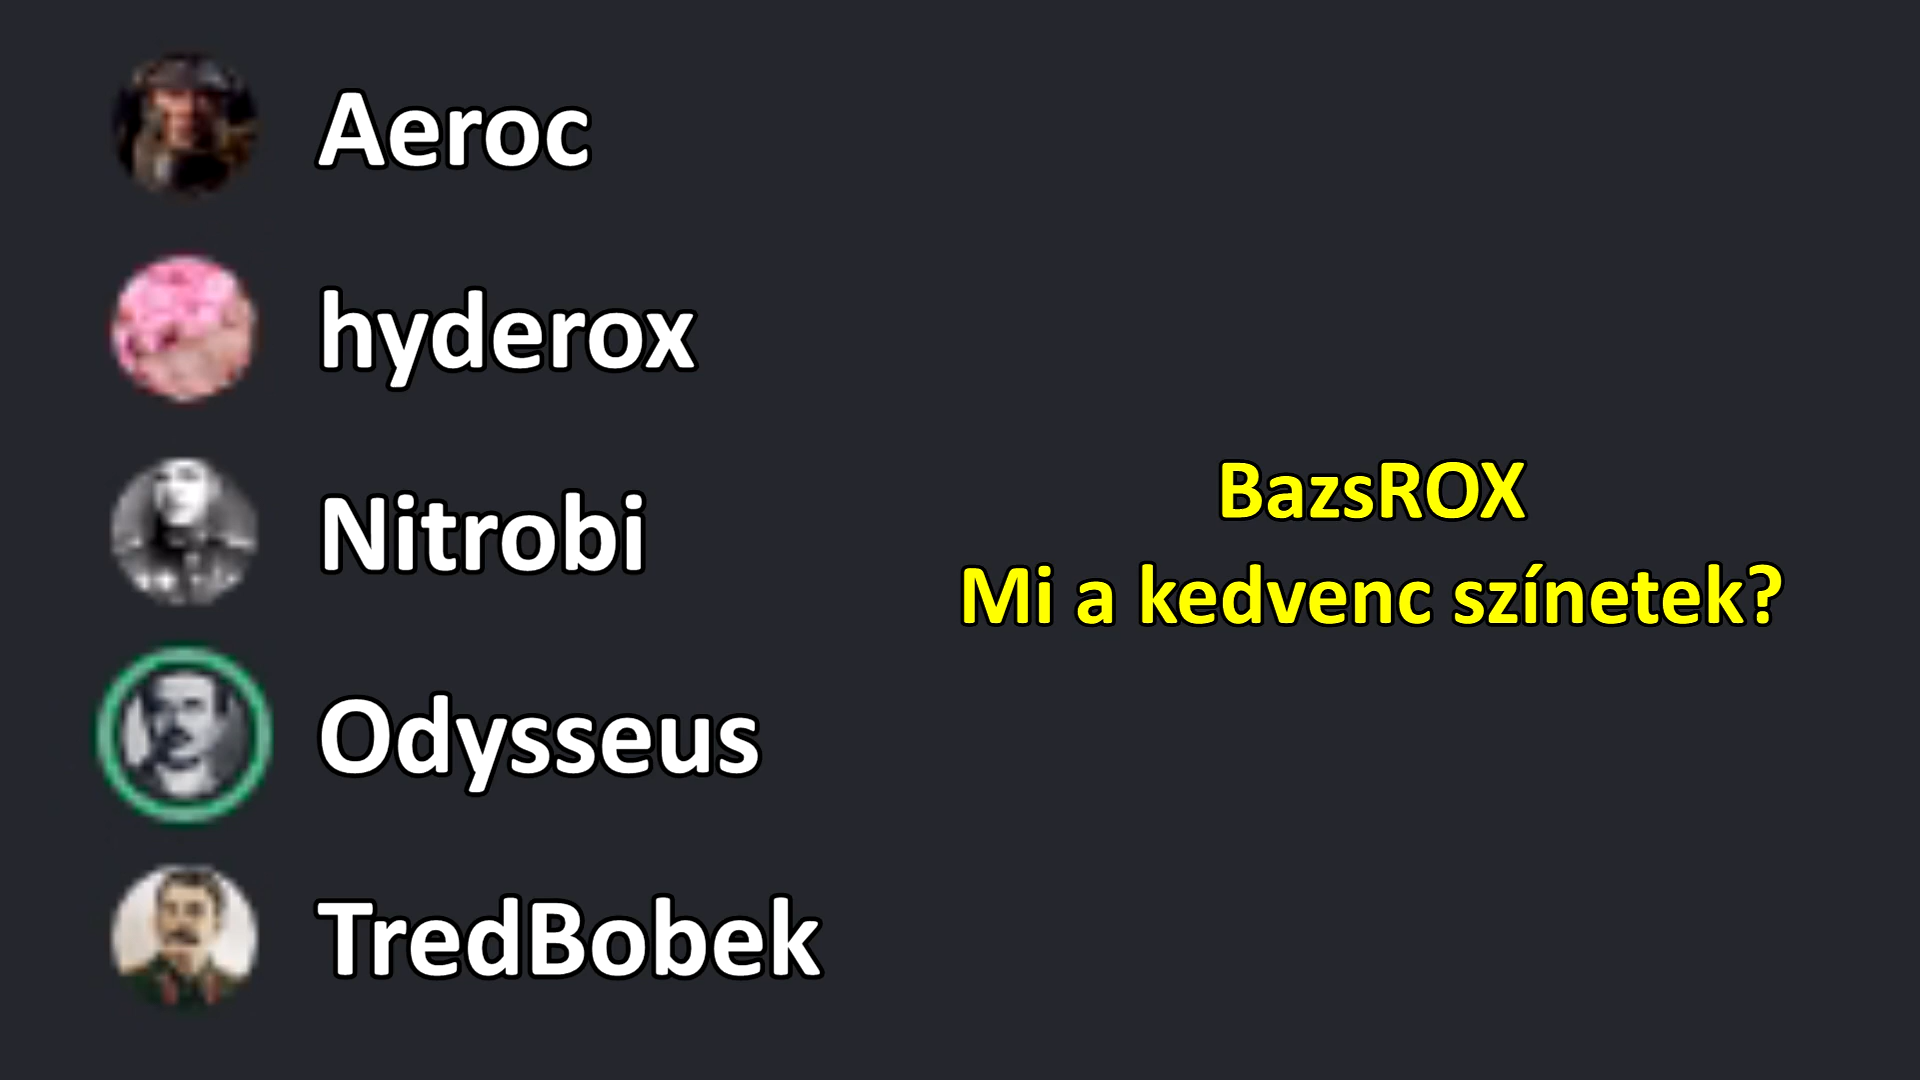 Aeroc
hyderox
Nitrobi
Odysseus
TredBobek
BazsROX
Mi a kedvenc színetek?